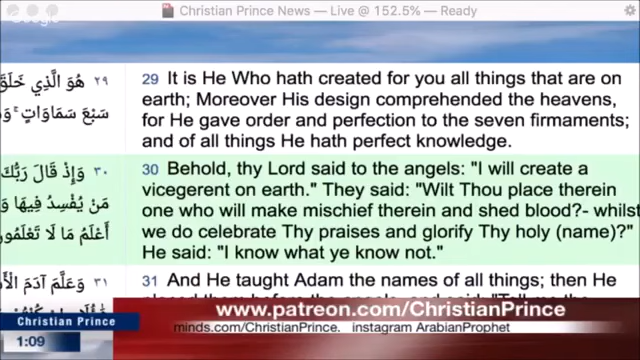 Christian Prince News — Live @ 152.5% — Ready
Google
٢٩ هُوَ الَّذِي خَلَقَ
سَبْعَ سَمَاوَاتٍ ۚ
29 It is He Who hath created for you all things that are on
earth; Moreover His design comprehended the heavens,
for He gave order and perfection to the seven firmaments;
and of all things He hath perfect knowledge.
٣٠ وَإِذْ قَالَ رَبُّكَ
مَن يُفْسِدُ فِيهَا
أَعْلَمُ مَا لَا تَعْلَمُونَ
30 Behold, thy Lord said to the angels: "I will create a
vicegerent on earth." They said: "Wilt Thou place therein
one who will make mischief therein and shed blood?- whilst
we do celebrate Thy praises and glorify Thy holy (name)?"
He said: "I know what ye know not."
٣١ وَعَلَّمَ آدَمَ
31 And He taught Adam the names of all things; then He
www.patreon.com/ChristianPrince
minds.com/ChristianPrince. instagram ArabianProphet
Christian Prince
1:09